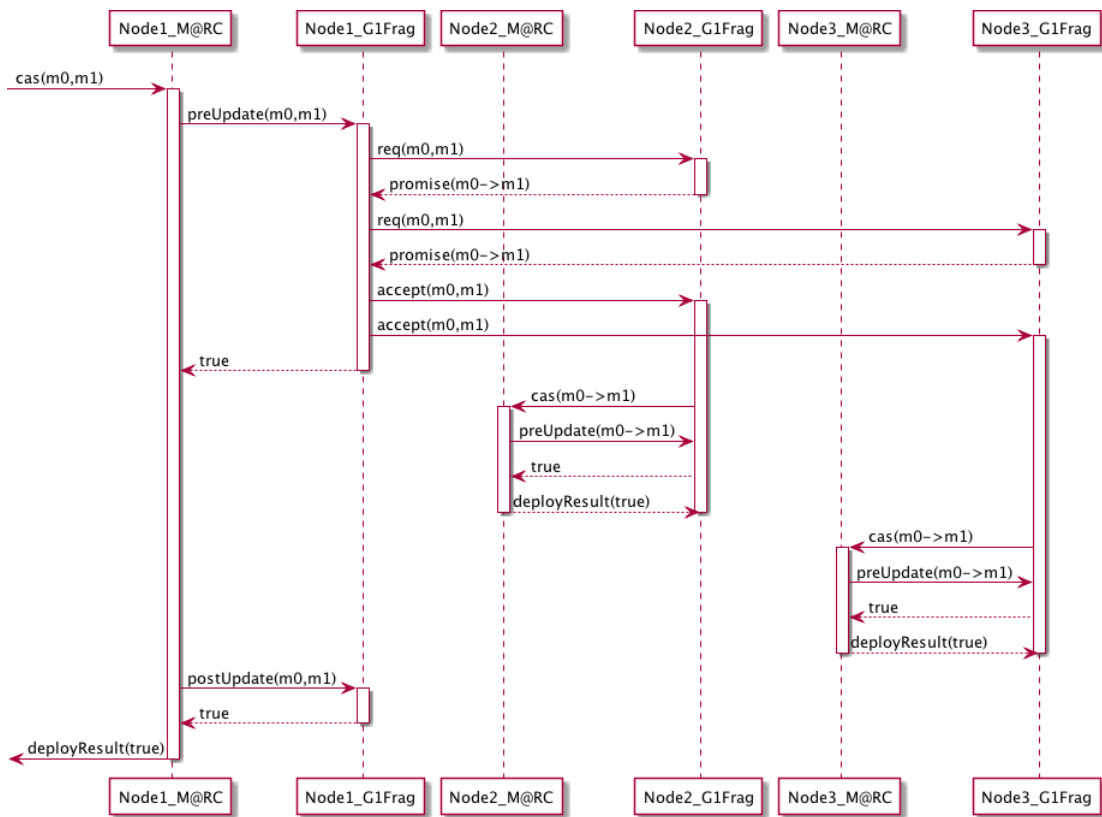 Node1_M@RC
Node1_G1Frag
Node2_M@RC
Node2_G1Frag
Node3_M@RC
Node3_G1Frag
cas(m0,m1)
preUpdate(m0,m1)
req(m0,m1)
promise(m0->m1)
req(m0,m1)
promise(m0->m1)
accept(m0,m1)
accept(m0,m1)
true
cas(m0->m1)
preUpdate(m0->m1)
true
deployResult(true)
cas(m0->m1)
preUpdate(m0->m1)
true
deployResult(true)
postUpdate(m0,m1)
true
deployResult(true)
Node1_M@RC
Node1_G1Frag
Node2_M@RC
Node2_G1Frag
Node3_M@RC
Node3_G1Frag